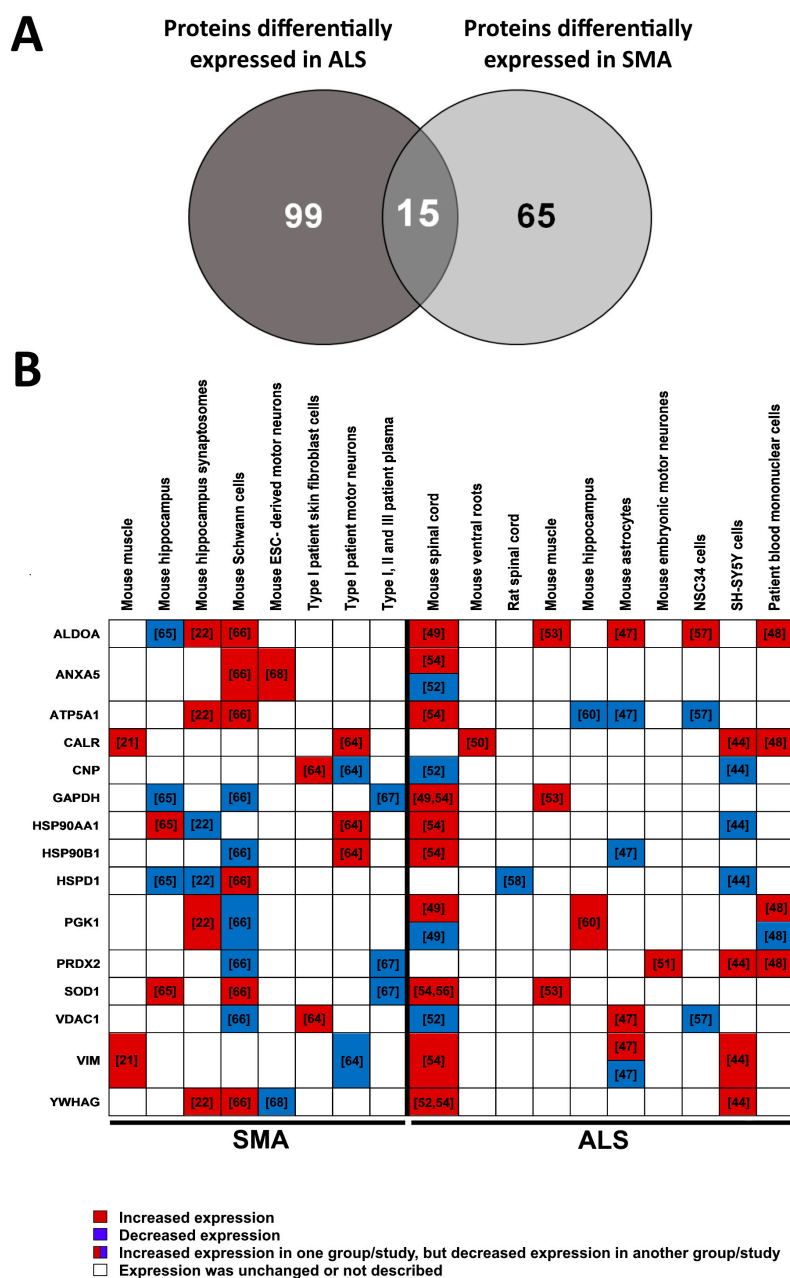 A
Proteins differentially
expressed in ALS
Proteins differentially
expressed in SMA
99
15
65
B
Mouse muscle
Mouse hippocampus
Mouse hippocampus synaptosomes
Mouse Schwann cells
Mouse ESC- derived motor neurons
Type I patient skin fibroblast cells
Type I patient motor neurons
Type I, II and III patient plasma
Mouse spinal cord
Mouse ventral roots
Rat spinal cord
Mouse muscle
Mouse hippocampus
Mouse astrocytes
Mouse embryonic motor neurones
NSC34 cells
SH-SY5Y cells
Patient blood mononuclear cells
ALDOA [65] [22] [66] [49] [53] [47] [57] [48]
ANXA5 [66] [68] [54] [52]
ATP5A1 [22] [66] [54] [60] [47] [57]
CALR [21] [64] [50] [44] [48]
CNP [64] [64] [52] [44]
GAPDH [65] [66] [67] [49,54] [53]
HSP90AA1 [65] [22] [64] [54] [44]
HSP90B1 [66] [64] [54] [47]
HSPD1 [65] [22] [66] [58] [44]
PGK1 [22] [66] [49] [49] [60] [48] [48]
PRDX2 [66] [67] [51] [44] [48]
SOD1 [65] [66] [67] [54,56] [53]
VDAC1 [66] [64] [52] [47] [57]
VIM [21] [64] [54] [47] [47] [44]
YWHAG [22] [66] [68] [52,54] [44]
SMA
ALS
Increased expression
Decreased expression
Increased expression in one group/study, but decreased expression in another group/study
Expression was unchanged or not described